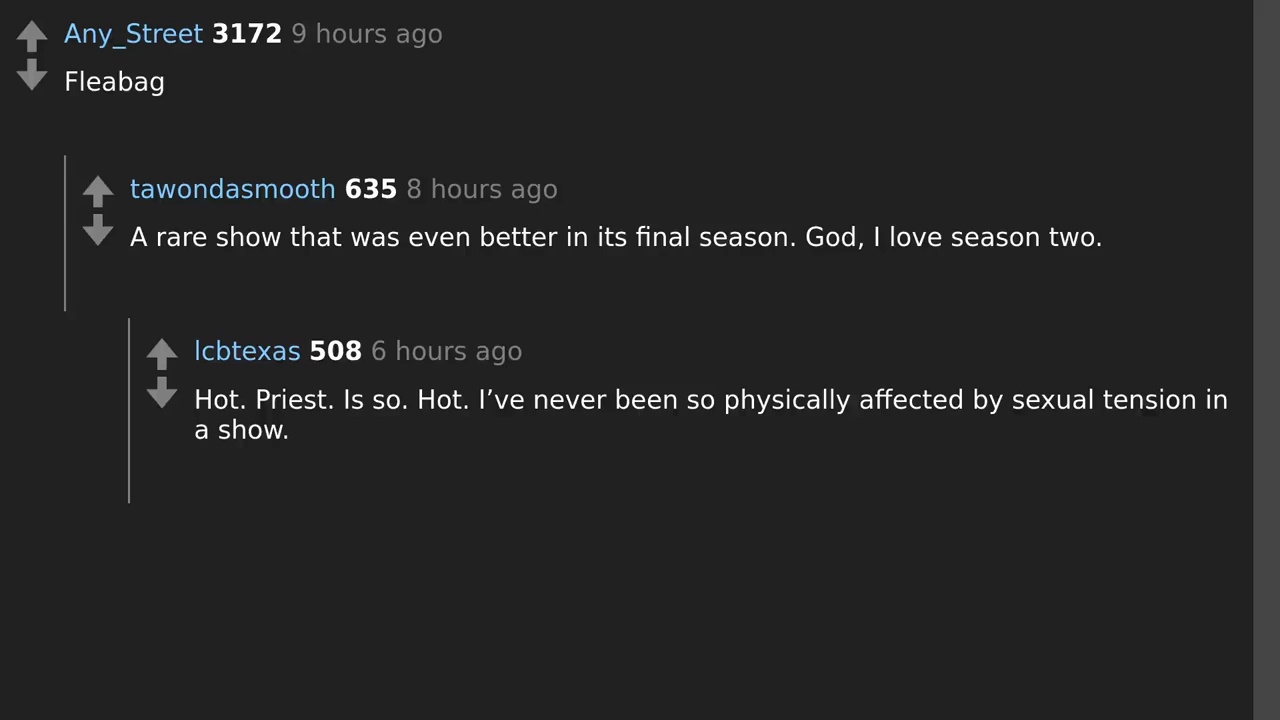 Any_Street 3172 9 hours ago
Fleabag
tawondasmooth 635 8 hours ago
A rare show that was even better in its final season. God, I love season two.
lcbtexas 508 6 hours ago
Hot. Priest. Is so. Hot. I’ve never been so physically affected by sexual tension in
a show.